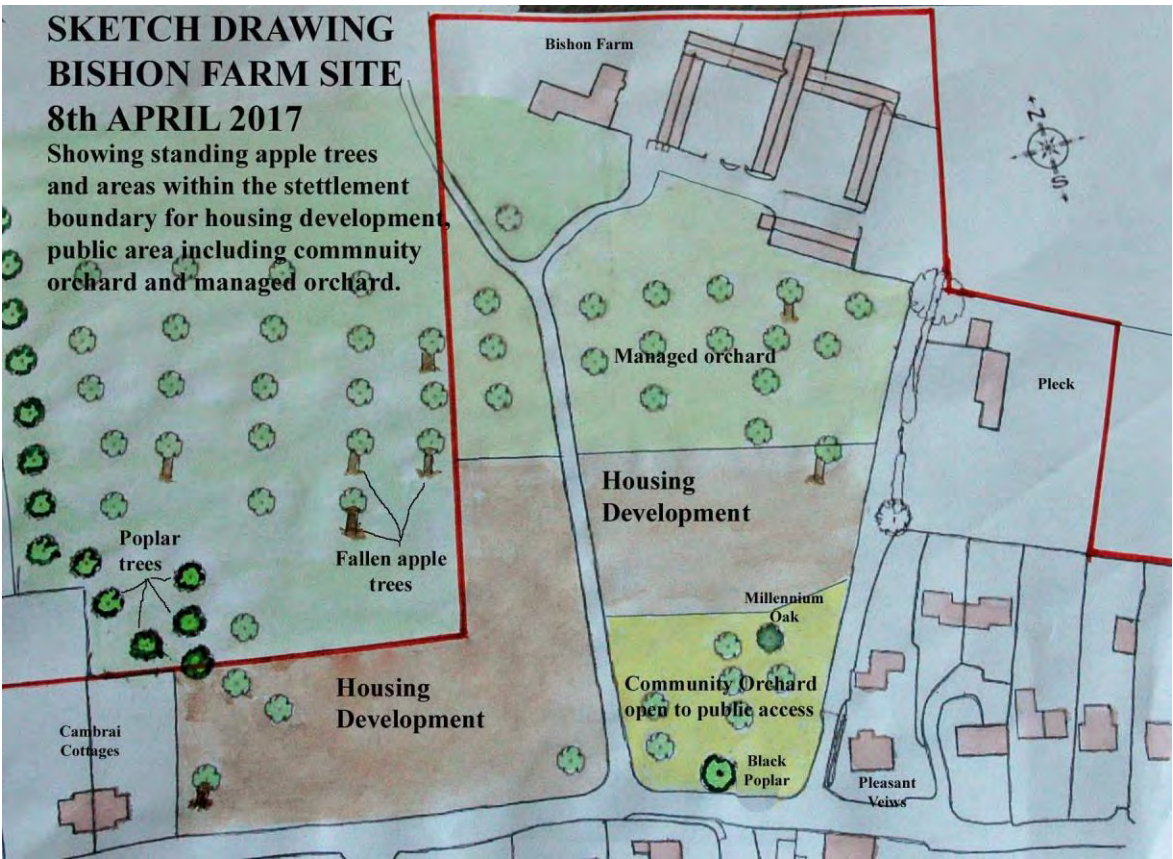 SKETCH DRAWING
BISHON FARM SITE
8th APRIL 2017
Showing standing apple trees
and areas within the stettlement
boundary for housing development,
public area including commnuity
orchard and managed orchard.
Bishon Farm
N
S
Managed orchard
Pleck
Housing
Development
Poplar
trees
Fallen apple
trees
Millennium
Oak
Housing
Development
Community Orchard
open to public access
Cambrai
Cottages
Black
Poplar
Pleasant
Veiws